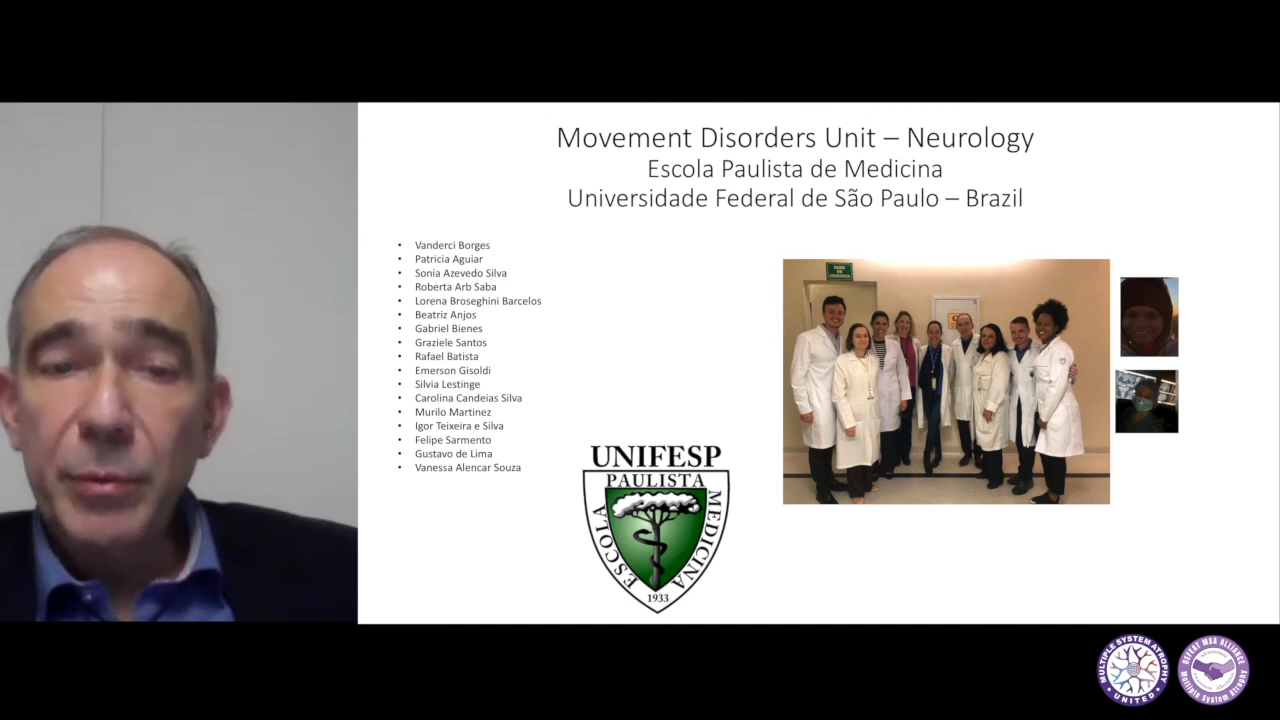 Movement Disorders Unit – Neurology
Escola Paulista de Medicina
Universidade Federal de São Paulo – Brazil
• Vanderci Borges
• Patricia Aguiar
• Sonia Azevedo Silva
• Roberta Arb Saba
• Lorena Broseghini Barcelos
• Beatriz Anjos
• Gabriel Bienes
• Graziele Santos
• Rafael Batista
• Emerson Gisoldi
• Silvia Lestinge
• Carolina Candeias Silva
• Murilo Martinez
• Igor Teixeira e Silva
• Felipe Sarmento
• Gustavo de Lima
• Vanessa Alencar Souza
SAÍDA
DE
EMERGÊNCIA
UNIFESP
PAULISTA
ESCOLA
MEDICINA
1933
MULTIPLE SYSTEM ATROPHY
UNITED
DEFEAT MSA ALLIANCE
Multiple System Atrophy